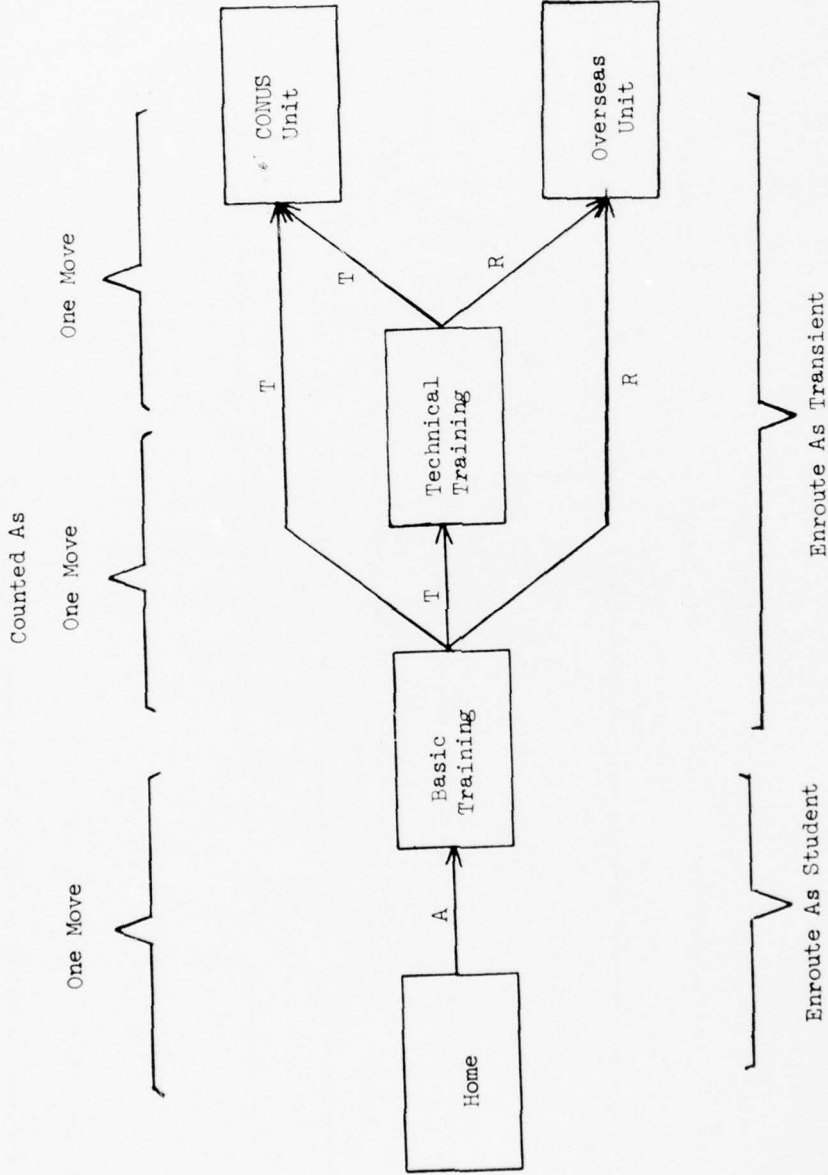 Counted As
One Move
One Move
One Move
CONUS
Unit
T
T
Home
A
Basic
Training
T
Technical
Training
R
R
Overseas
Unit
Enroute As Student
Enroute As Transient